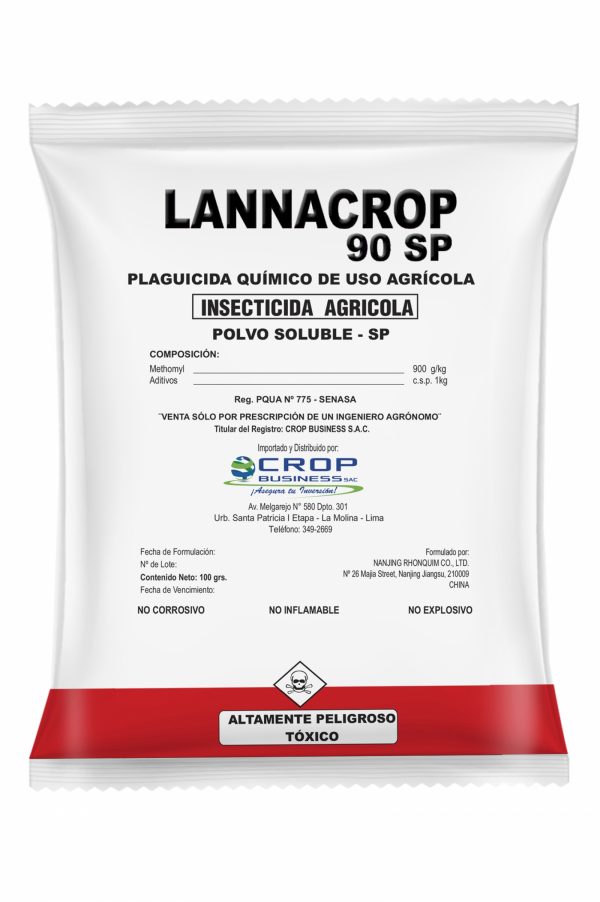 LANNACROP
90 SP
PLAGUICIDA QUÍMICO DE USO AGRÍCOLA
INSECTICIDA AGRICOLA
POLVO SOLUBLE - SP
COMPOSICIÓN:
Methomyl 900 g/kg
Aditivos c.s.p. 1kg
Reg. PQUA Nº 775 - SENASA
¨VENTA SÓLO POR PRESCRIPCIÓN DE UN INGENIERO AGRÓNOMO¨
Titular del Registro: CROP BUSINESS S.A.C.
Importado y Distribuido por:
CROP
BUSINESS SAC
¡Asegura tu Inversión!
Av. Melgarejo N° 580 Dpto. 301
Urb. Santa Patricia I Etapa - La Molina - Lima
Teléfono: 349-2669
Fecha de Formulación:
Nº de Lote:
Contenido Neto: 100 grs.
Fecha de Vencimiento:
Formulado por:
NANJING RHONQUIM CO., LTD.
Nº 26 Majia Street, Nanjing Jiangsu, 210009
CHINA
NO CORROSIVO NO INFLAMABLE NO EXPLOSIVO
ALTAMENTE PELIGROSO
TÓXICO